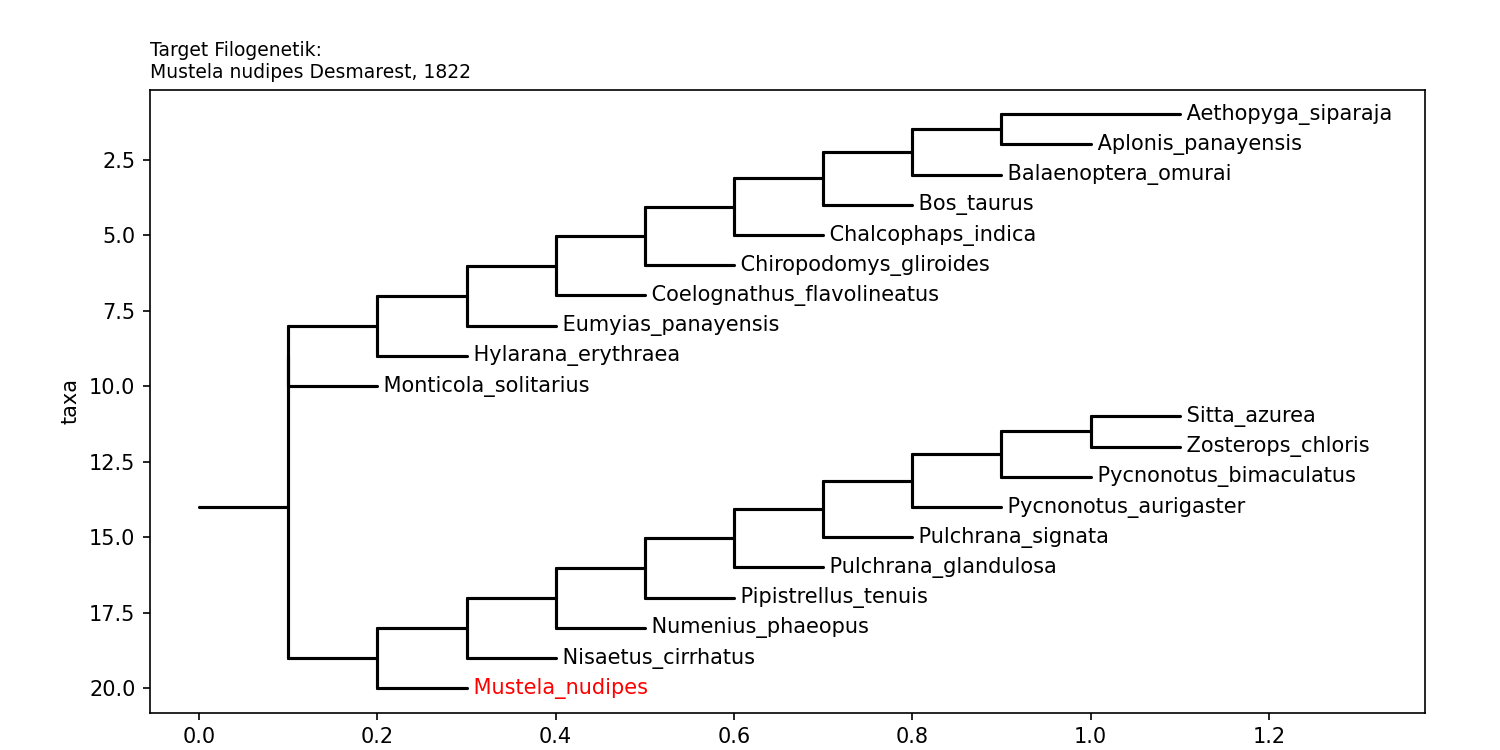 Target Filogenetik:
Mustela nudipes Desmarest, 1822
Aethopyga_siparaja
Aplonis_panayensis
2.5
Balaenoptera_omurai
Bos_taurus
5.0
Chalcophaps_indica
Chiropodomys_gliroides
Coelognathus_flavolineatus
7.5
Eumyias_panayensis
Hylarana_erythraea
10.0
Monticola_solitarius
taxa
Sitta_azurea
Zosterops_chloris
12.5
Pycnonotus_bimaculatus
Pycnonotus_aurigaster
15.0
Pulchrana_signata
Pulchrana_glandulosa
Pipistrellus_tenuis
17.5
Numenius_phaeopus
Nisaetus_cirrhatus
20.0
Mustela_nudipes
0.0 0.2 0.4 0.6 0.8 1.0 1.2